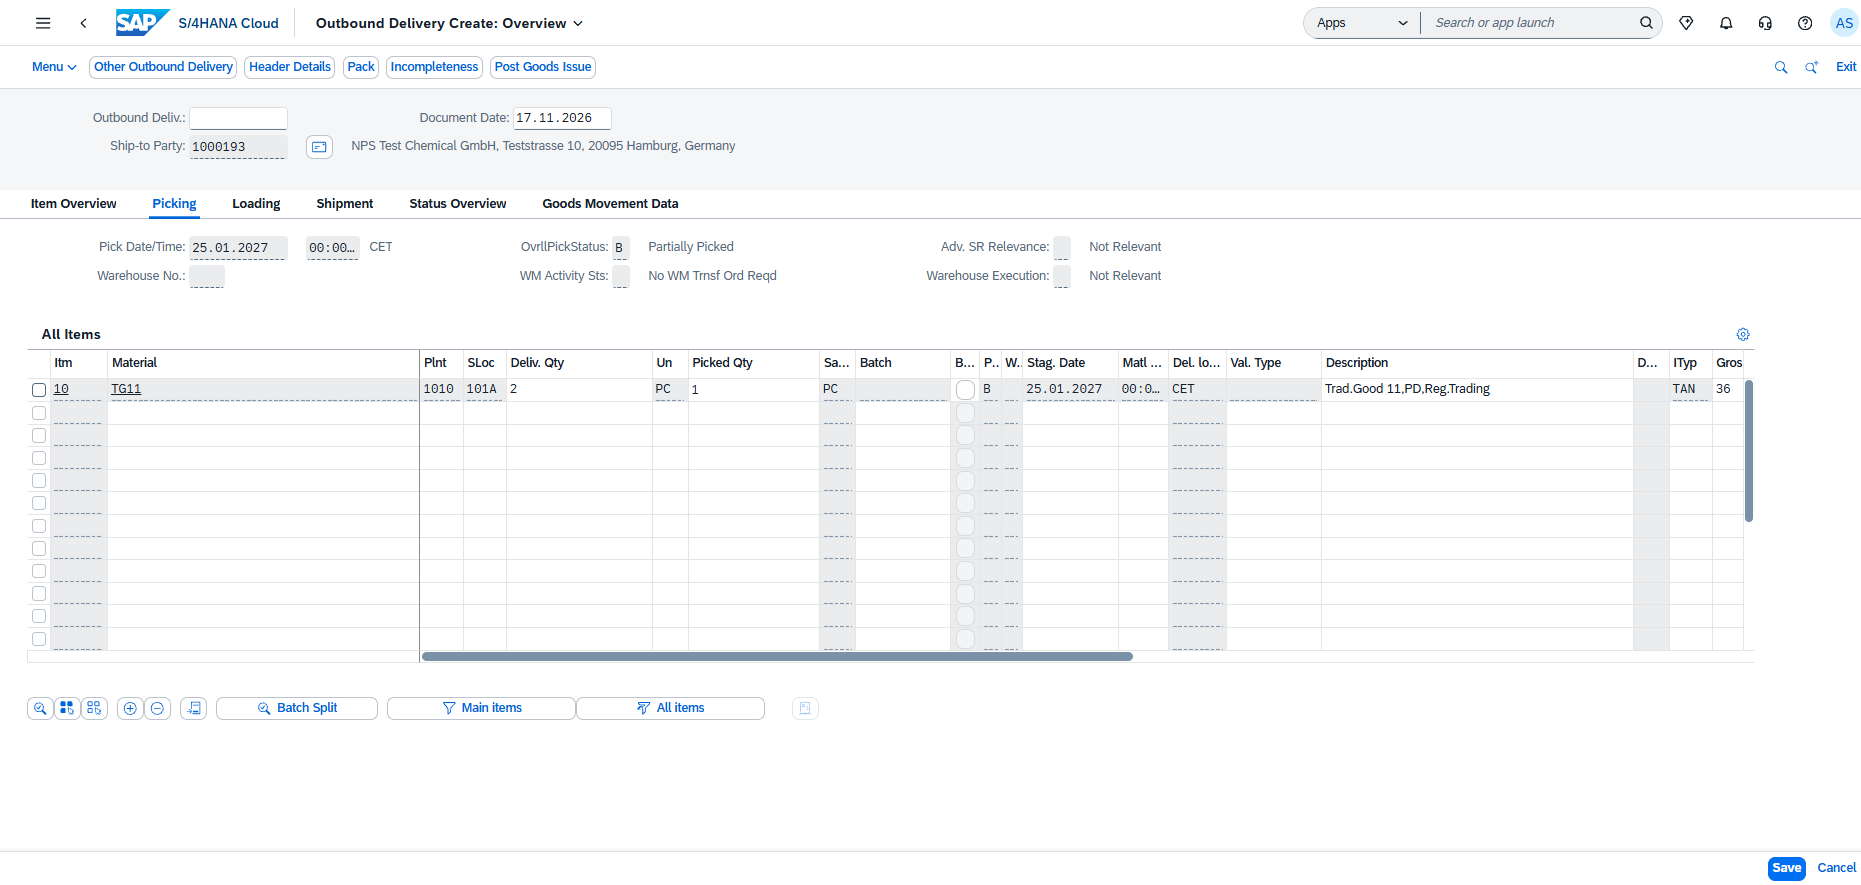 SAP S/4HANA Cloud Outbound Delivery Create: Overview Apps Search or app launch AS
Menu Other Outbound Delivery Header Details Pack Incompleteness Post Goods Issue Exit
Outbound Deliv.: Document Date: 17.11.2026
Ship-to Party: 1000193 NPS Test Chemical GmbH, Teststrasse 10, 20095 Hamburg, Germany
Item Overview Picking Loading Shipment Status Overview Goods Movement Data
Pick Date/Time: 25.01.2027 00:00... CET OvrllPickStatus: B Partially Picked Adv. SR Relevance: Not Relevant
Warehouse No.: WM Activity Sts: No WM Trnsf Ord Reqd Warehouse Execution: Not Relevant
All Items
Itm Material Plnt SLoc Deliv. Qty Un Picked Qty Sa... Batch B... P.. W.. Stag. Date Matl ... Del. lo... Val. Type Description D... ITyp Gros
10 TG11 1010 101A 2 PC 1 PC B 25.01.2027 00:0... CET Trad.Good 11,PD,Reg.Trading TAN 36
Batch Split Main items All items
Save Cancel